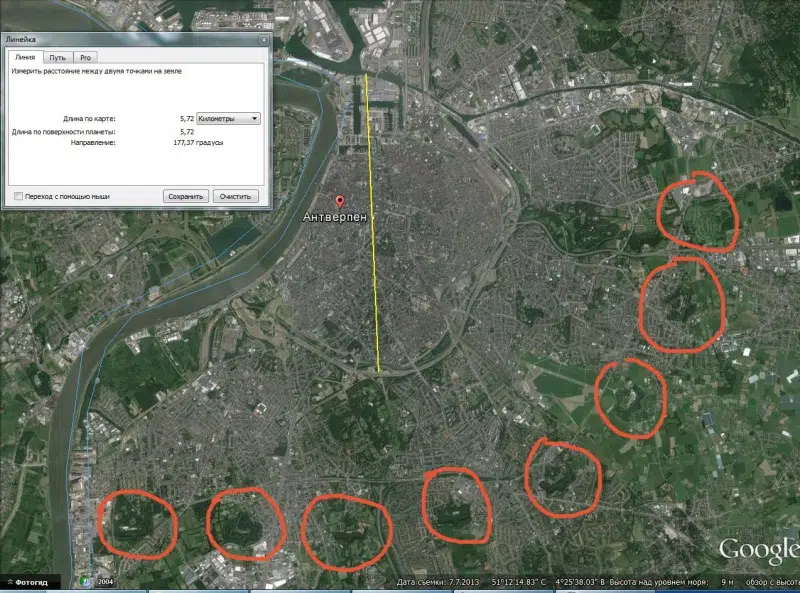 Линейка
Линия Путь Pro
Измерить расстояние между двумя точками на земле
Длина по карте: 5,72 Километры
Длина по поверхности планеты: 5,72
Направление: 177,37 градусы
Переход с помощью мыши Сохранить Очистить
Антверпен
Google
Фотогид 2004 Дата съемки: 7.7.2013 51°12'14.83" С 4°25'38.03" В Высота над уровнем моря: 9 м обзор с высоты